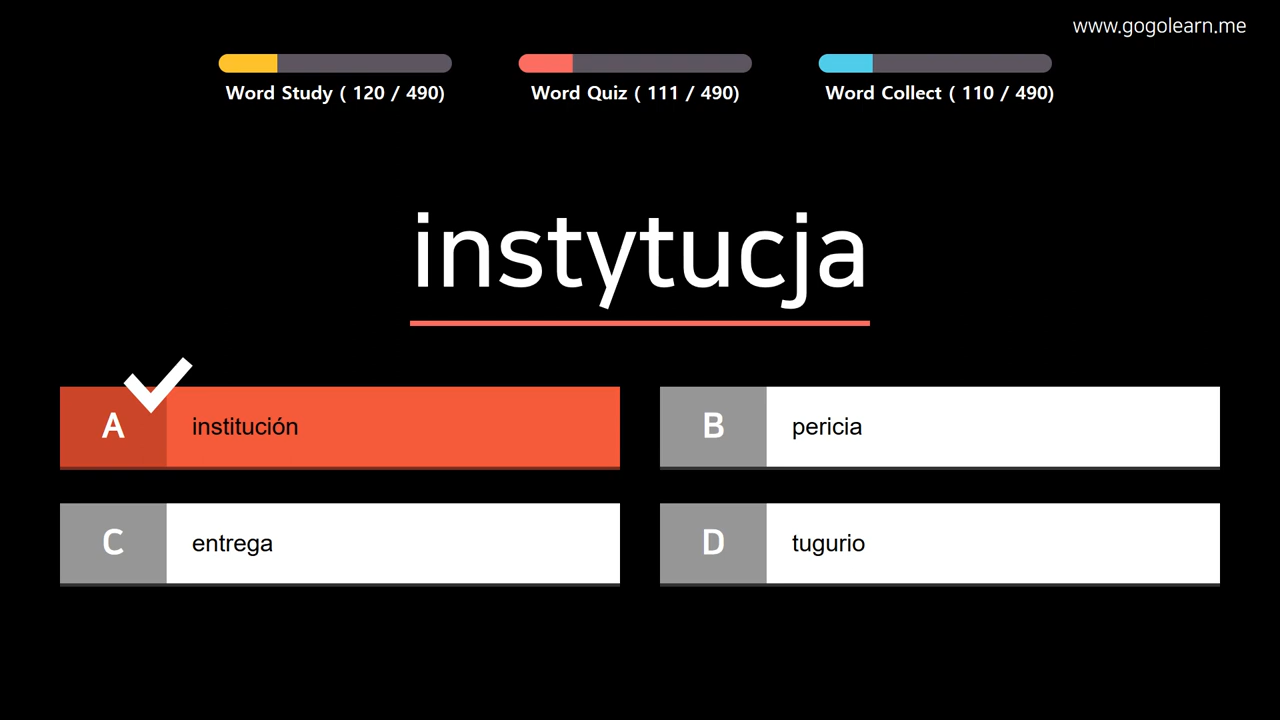 www.gogolearn.me
Word Study ( 120 / 490)
Word Quiz ( 111 / 490)
Word Collect ( 110 / 490)
instytucja
A institución
B pericia
C entrega
D tugurio